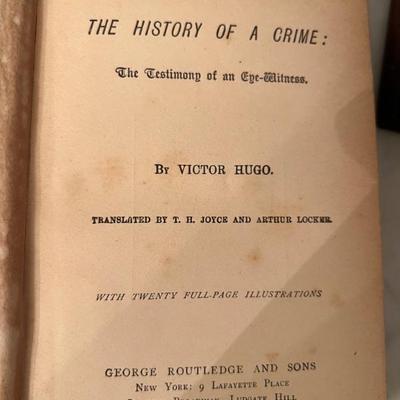 THE HISTORY OF A CRIME:
The Testimony of an Eye-Witness.
By VICTOR HUGO.
TRANSLATED BY T. H. JOYCE AND ARTHUR LOCKER.
WITH TWENTY FULL-PAGE ILLUSTRATIONS
GEORGE ROUTLEDGE AND SONS
New York: 9 Lafayette Place
Broadway, Ludgate Hill